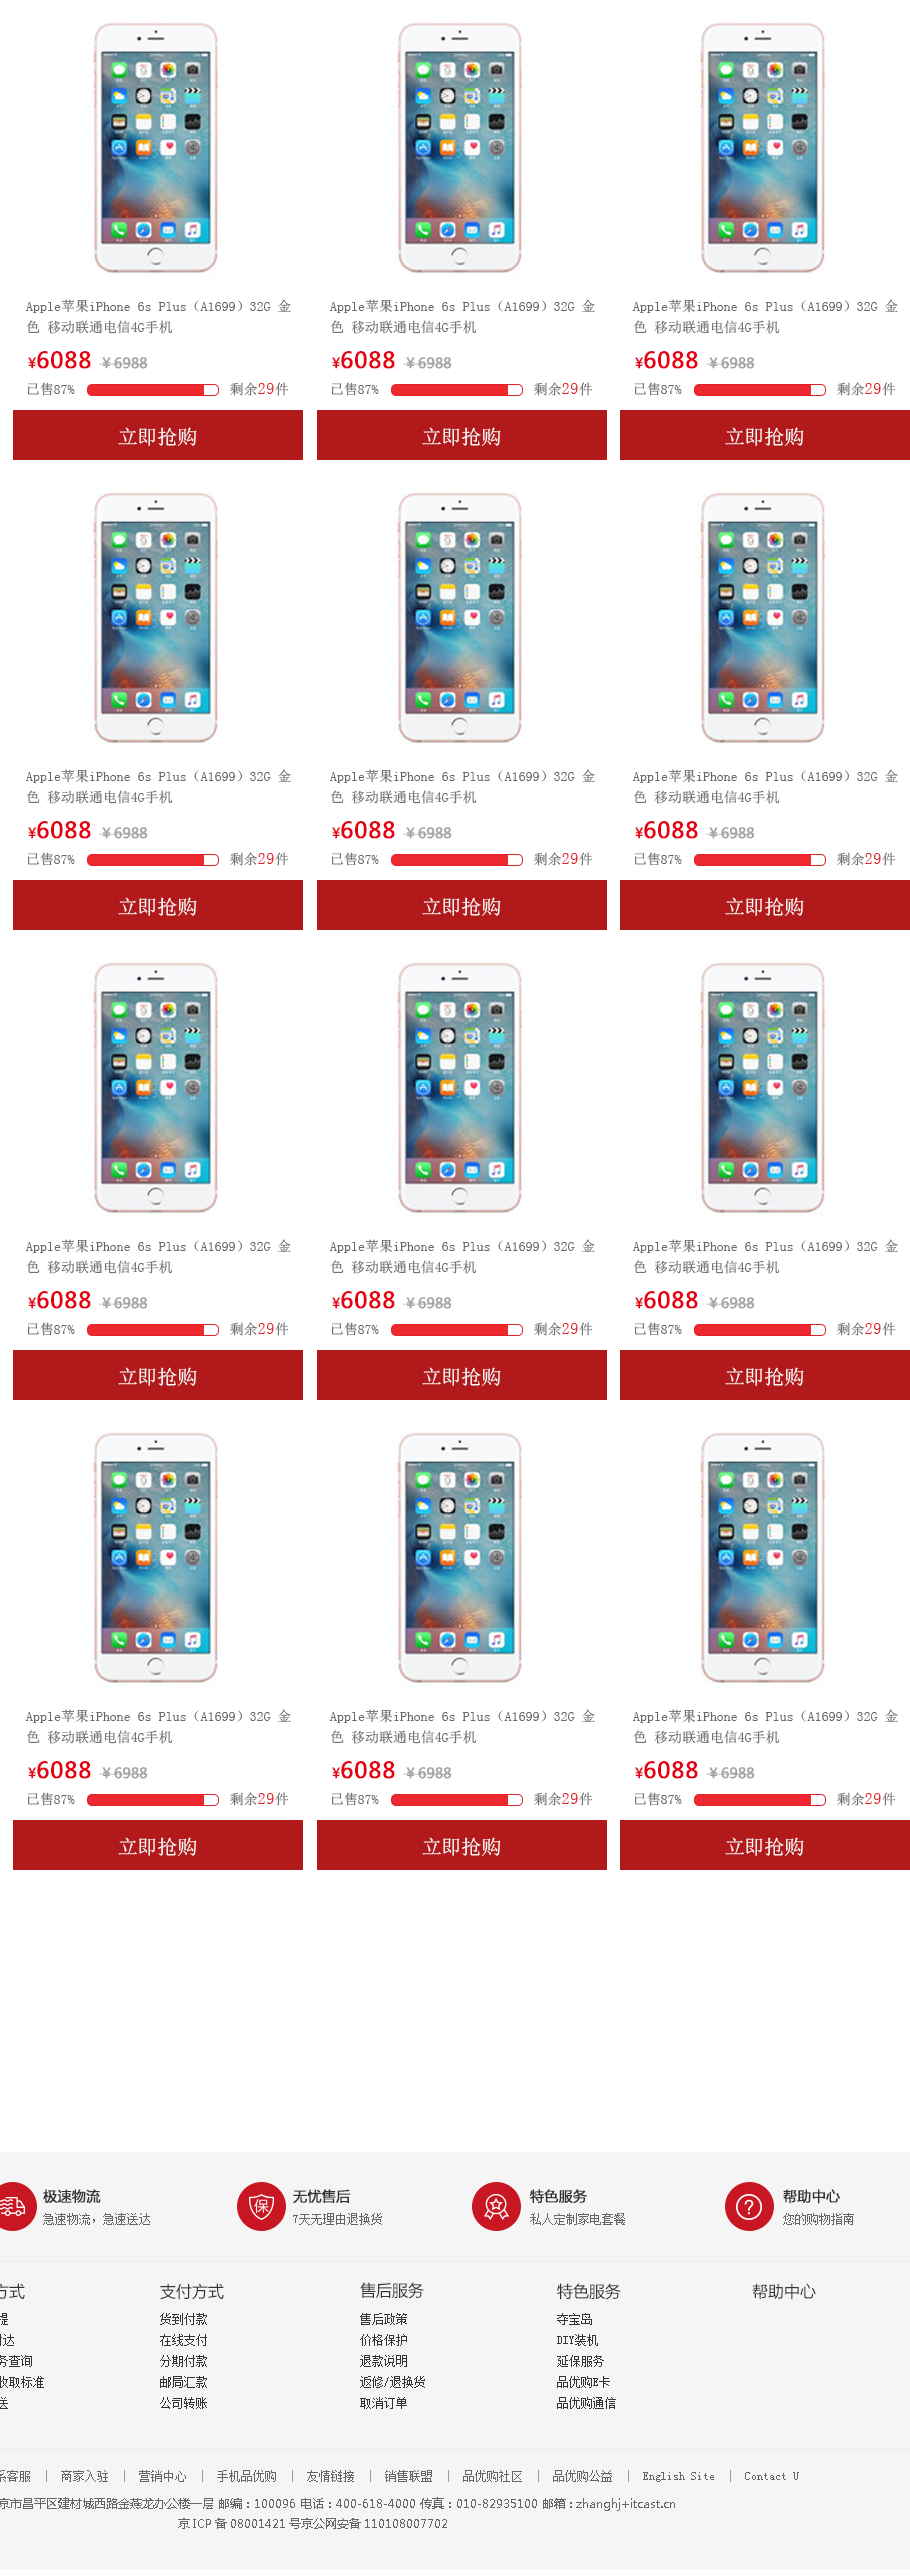 Apple苹果iPhone 6s Plus（A1699）32G 金 Apple苹果iPhone 6s Plus（A1699）32G 金 Apple苹果iPhone 6s Plus（A1699）32G 金
色 移动联通电信4G手机 色 移动联通电信4G手机 色 移动联通电信4G手机
¥6088 ¥6988 ¥6088 ¥6988 ¥6088 ¥6988
已售87% 剩余29件 已售87% 剩余29件 已售87% 剩余29件
立即抢购 立即抢购 立即抢购
Apple苹果iPhone 6s Plus（A1699）32G 金 Apple苹果iPhone 6s Plus（A1699）32G 金 Apple苹果iPhone 6s Plus（A1699）32G 金
色 移动联通电信4G手机 色 移动联通电信4G手机 色 移动联通电信4G手机
¥6088 ¥6988 ¥6088 ¥6988 ¥6088 ¥6988
已售87% 剩余29件 已售87% 剩余29件 已售87% 剩余29件
立即抢购 立即抢购 立即抢购
Apple苹果iPhone 6s Plus（A1699）32G 金 Apple苹果iPhone 6s Plus（A1699）32G 金 Apple苹果iPhone 6s Plus（A1699）32G 金
色 移动联通电信4G手机 色 移动联通电信4G手机 色 移动联通电信4G手机
¥6088 ¥6988 ¥6088 ¥6988 ¥6088 ¥6988
已售87% 剩余29件 已售87% 剩余29件 已售87% 剩余29件
立即抢购 立即抢购 立即抢购
Apple苹果iPhone 6s Plus（A1699）32G 金 Apple苹果iPhone 6s Plus（A1699）32G 金 Apple苹果iPhone 6s Plus（A1699）32G 金
色 移动联通电信4G手机 色 移动联通电信4G手机 色 移动联通电信4G手机
¥6088 ¥6988 ¥6088 ¥6988 ¥6088 ¥6988
已售87% 剩余29件 已售87% 剩余29件 已售87% 剩余29件
立即抢购 立即抢购 立即抢购
极速物流 保 无忧售后 特色服务 ? 帮助中心
急速物流，急速送达 7天无理由退换货 私人定制家电套餐 您的购物指南
方式 支付方式 售后服务 特色服务 帮助中心
提 货到付款 售后政策 夺宝岛
达 在线支付 价格保护 DIY装机
务查询 分期付款 退款说明 延保服务
收取标准 邮局汇款 返修/退换货 品优购E卡
送 公司转账 取消订单 品优购通信
系客服 | 商家入驻 | 营销中心 | 手机品优购 | 友情链接 | 销售联盟 | 品优购社区 | 品优购公益 | English Site | Contact U
京市昌平区建材城西路金燕龙办公楼一层 邮编：100096 电话：400-618-4000 传真：010-82935100 邮箱：zhanghj+itcast.cn
京ICP备08001421号京公网安备110108007702